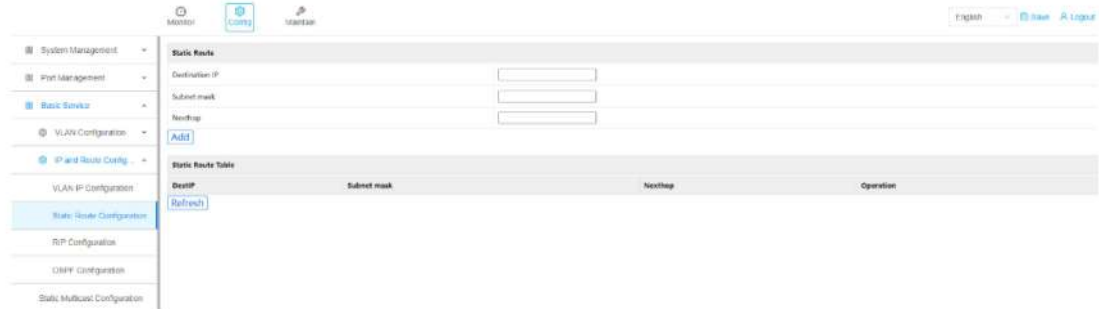 Monitor Config Maintain English Save Logout
System Management
Port Management
Basic Service
VLAN Configuration
IP and Route Config...
VLAN IP Configuration
Static Route Configuration
RIP Configuration
OSPF Configuration
Static Multicast Configuration
Static Route
Destination IP
Subnet mask
Nexthop
Add
Static Route Table
DestIP Subnet mask Nexthop Operation
Refresh